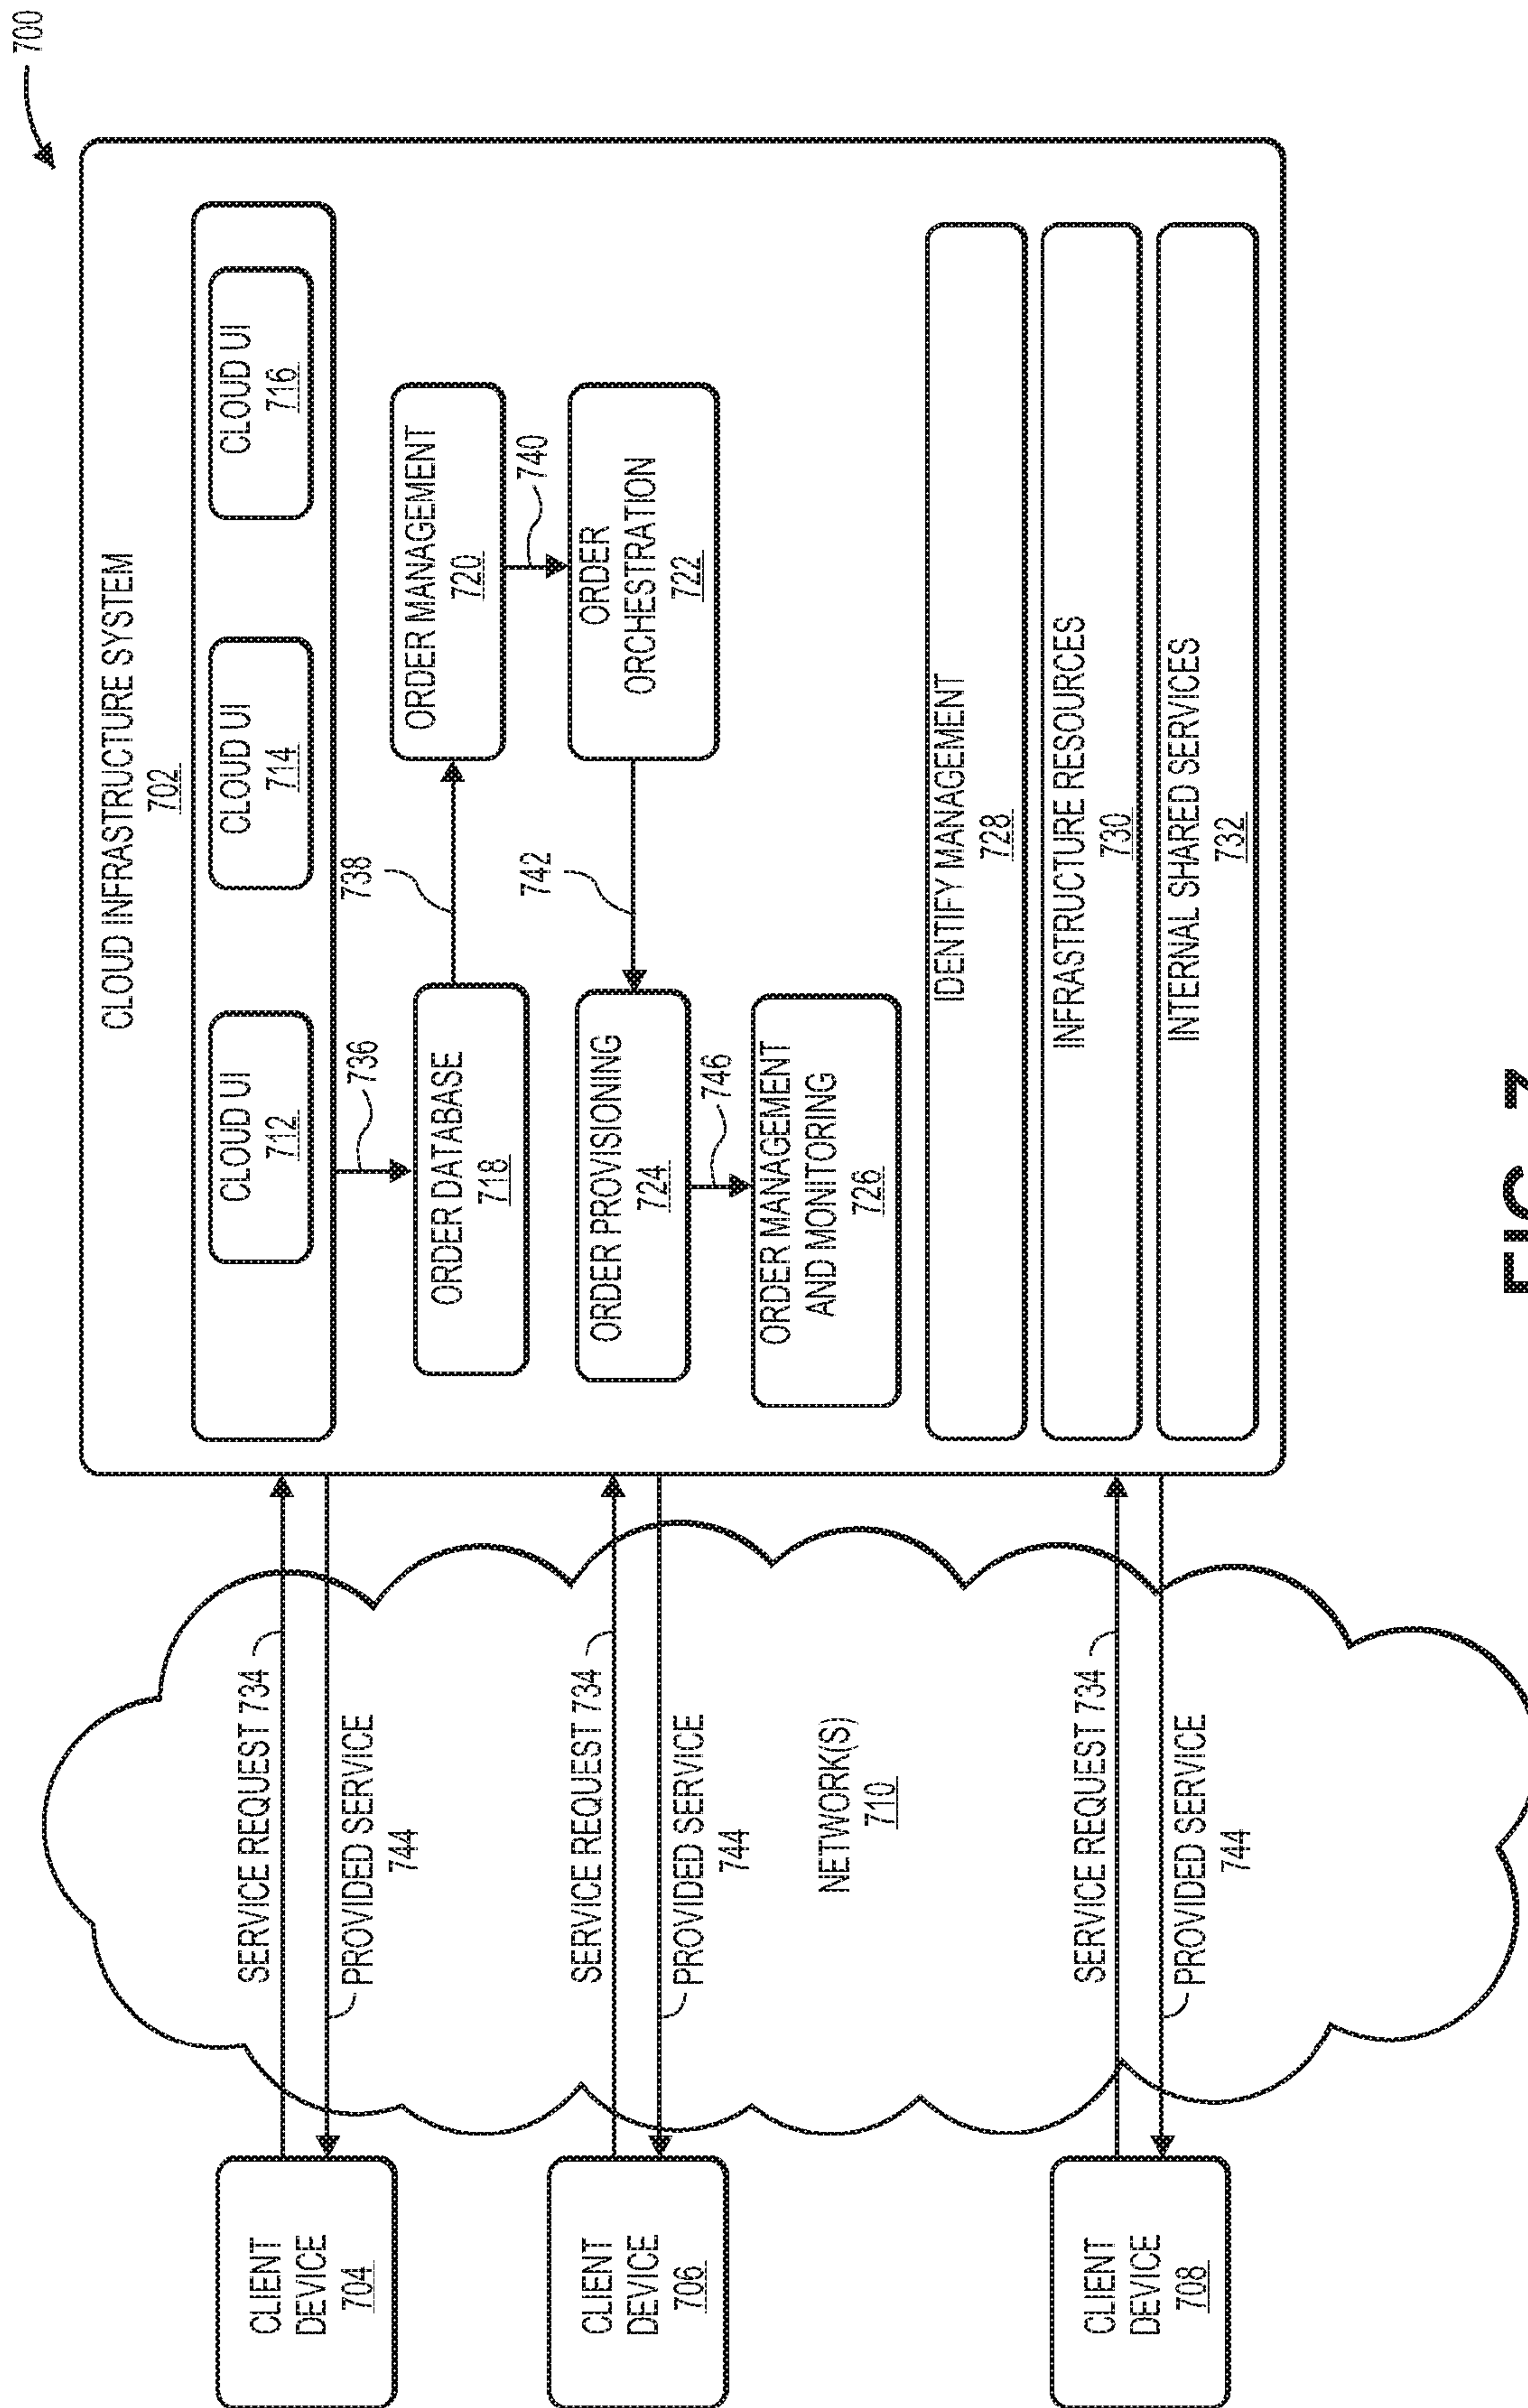 700
CLOUD INFRASTRUCTURE SYSTEM
702
CLOUD UI
712
CLOUD UI
714
CLOUD UI
716
736
738
ORDER DATABASE
718
ORDER MANAGEMENT
720
740
742
ORDER PROVISIONING
724
ORDER
ORCHESTRATION
722
746
ORDER MANAGEMENT
AND MONITORING
726
IDENTIFY MANAGEMENT
728
INFRASTRUCTURE RESOURCES
730
INTERNAL SHARED SERVICES
732
CLIENT
DEVICE
704
SERVICE REQUEST 734
PROVIDED SERVICE
744
CLIENT
DEVICE
706
SERVICE REQUEST 734
PROVIDED SERVICE
744
NETWORK(S)
710
CLIENT
DEVICE
708
SERVICE REQUEST 734
PROVIDED SERVICE
744
FIG. 7